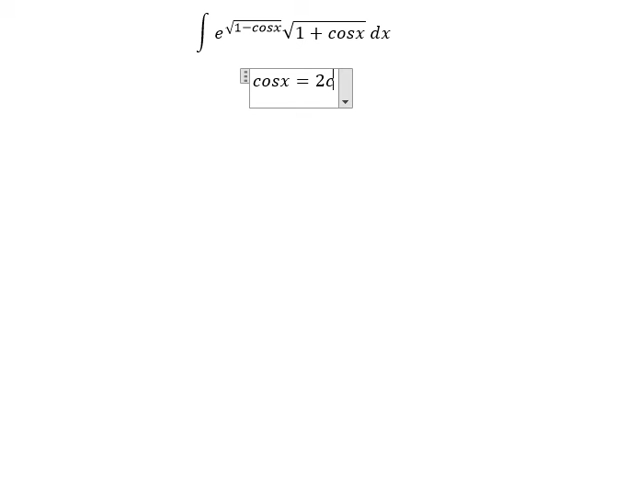 ∫ e^{√(1−cosx)} √(1 + cosx) dx
cosx = 2c